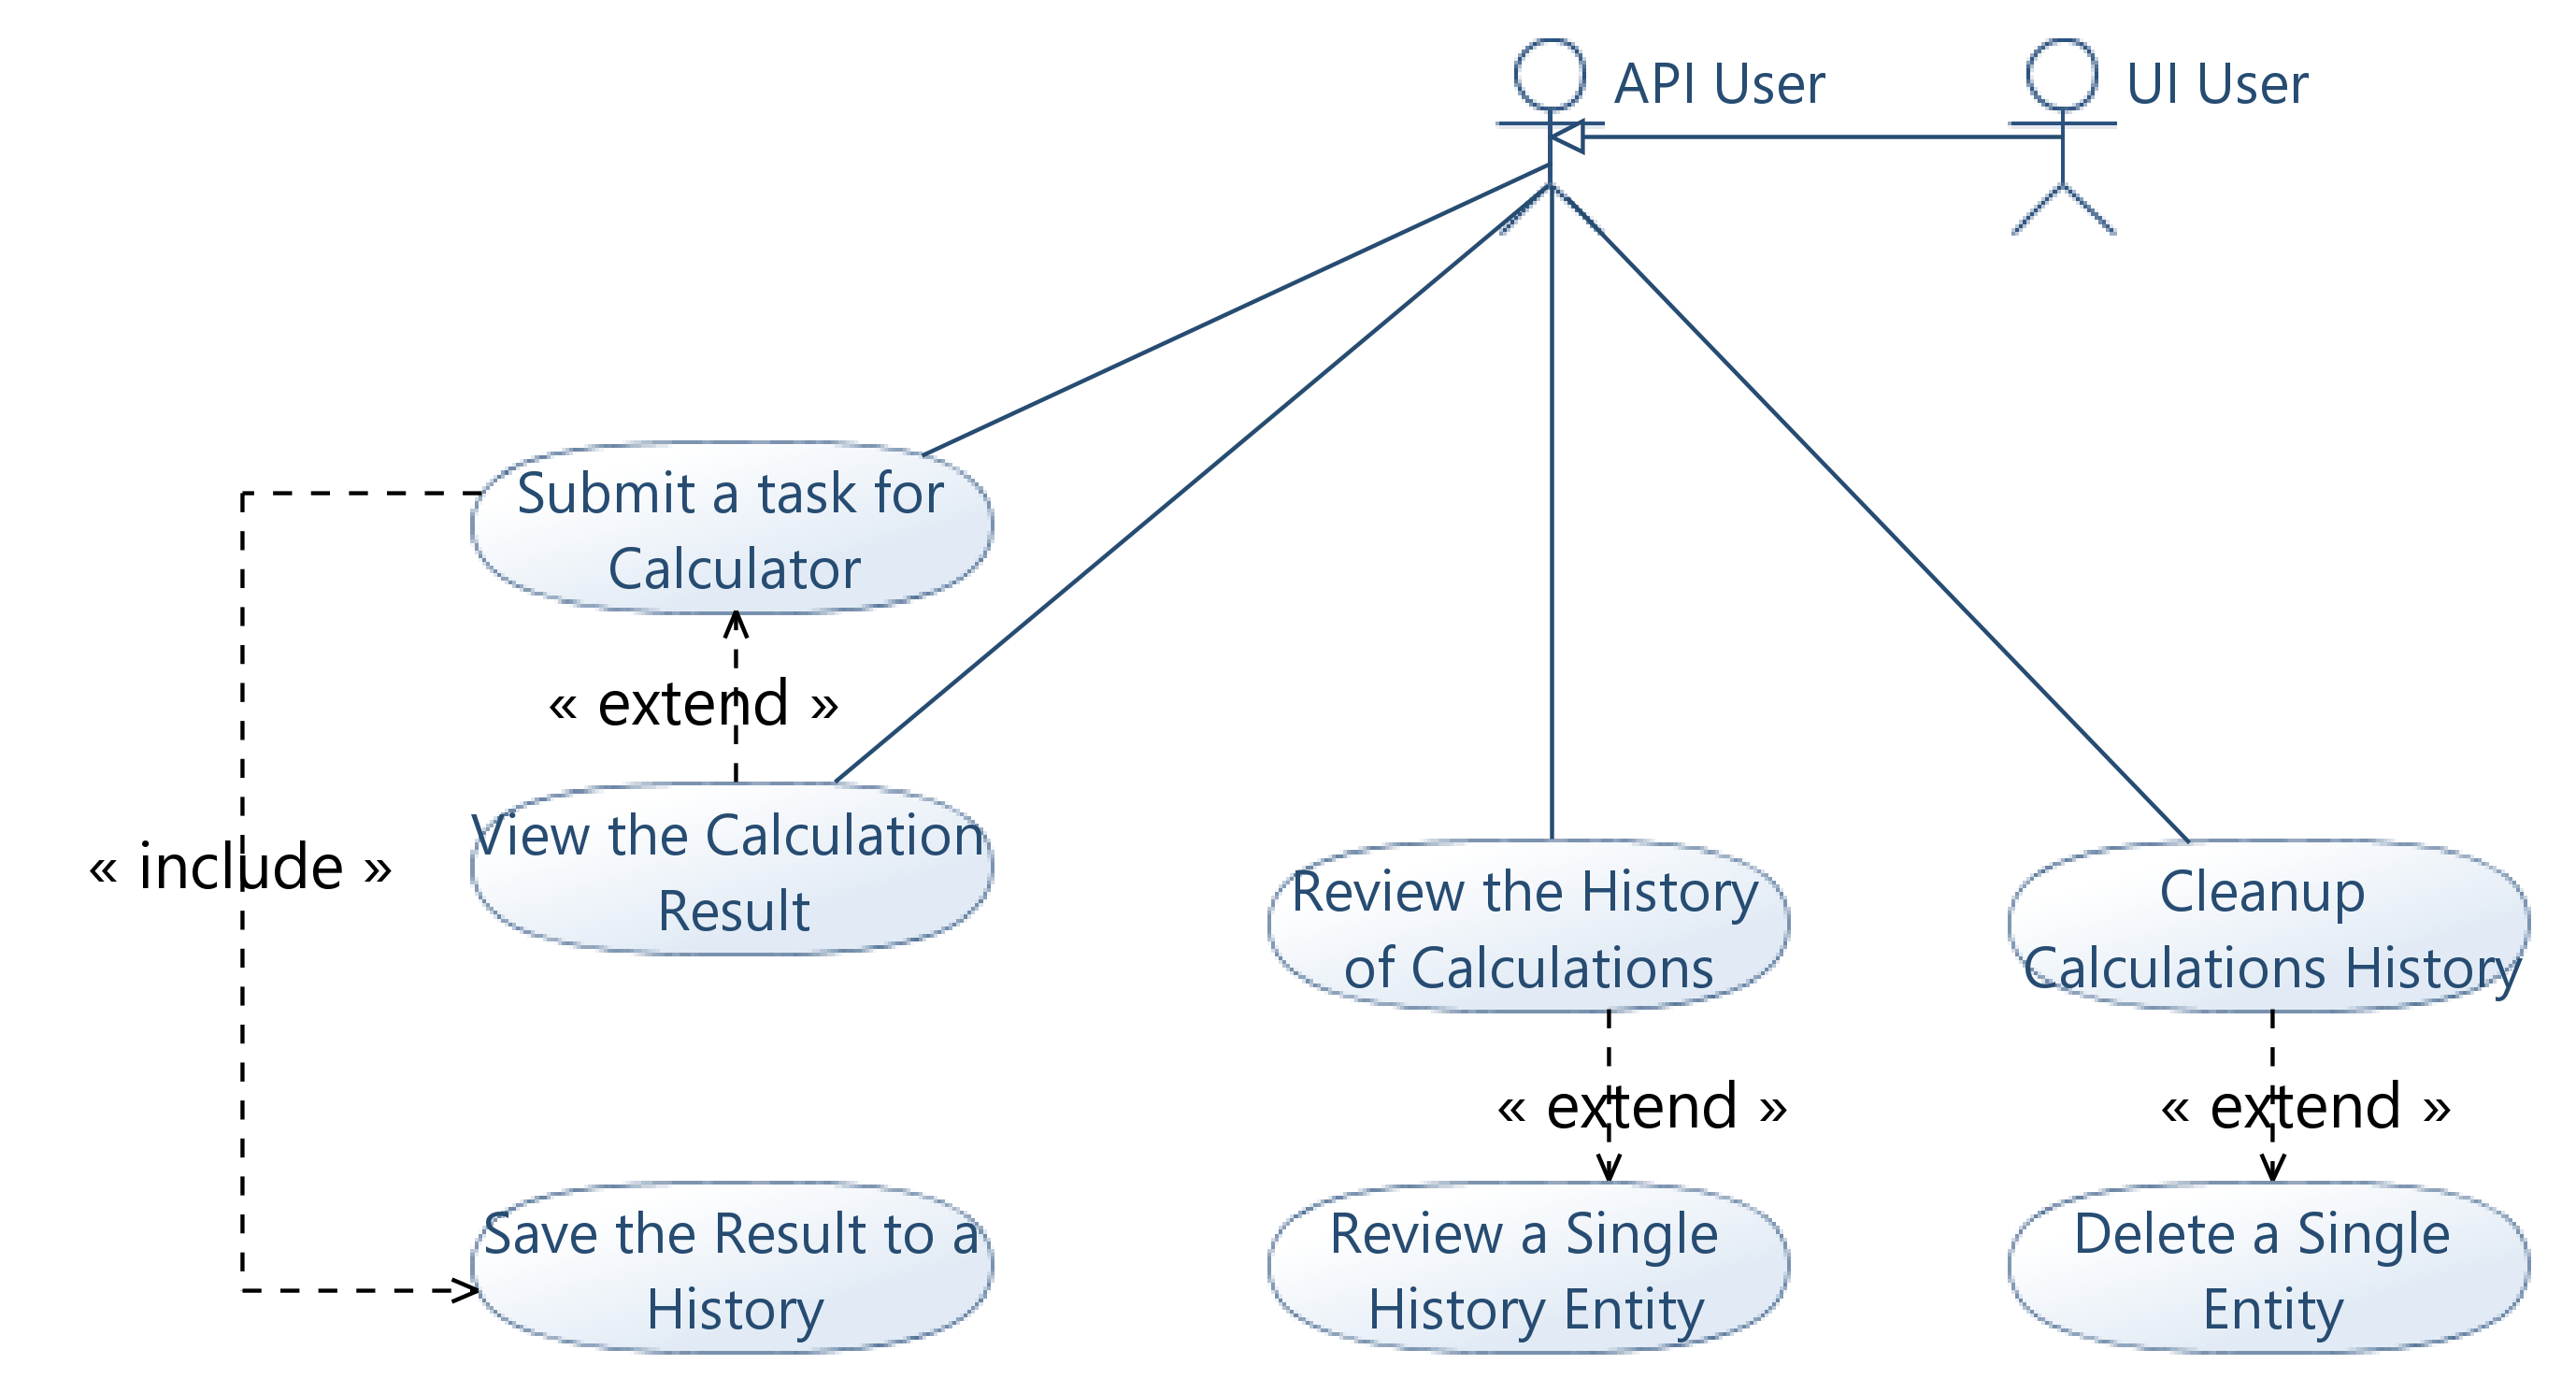 API User
UI User
Submit a task for
Calculator
« extend »
View the Calculation
Result
« include »
Review the History
of Calculations
Cleanup
Calculations History
« extend »
« extend »
Save the Result to a
History
Review a Single
History Entity
Delete a Single
Entity